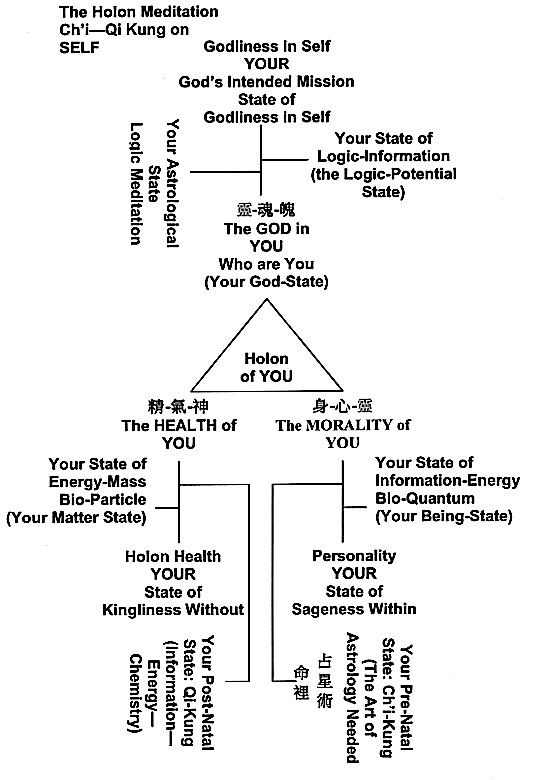 The Holon Meditation
Ch'i—Qi Kung on
SELF
Godliness in Self
YOUR
God's Intended Mission
State of
Godliness in Self
Your Astrological
State
Logic Meditation
Your State of
Logic-Information
(the Logic-Potential
State)
靈-魂-魄
The GOD in
YOU
Who are You
(Your God-State)
Holon
of YOU
精-氣-神
The HEALTH of
YOU
身-心-靈
The MORALITY of
YOU
Your State of
Energy-Mass
Bio-Particle
(Your Matter State)
Your State of
Information-Energy
Bio-Quantum
(Your Being-State)
Holon Health
YOUR
State of
Kingliness Without
Personality
YOUR
State of
Sageness Within
Your Post-Natal
State: Qi-Kung
(Information—
Energy—
Chemistry)
Your Pre-Natal
State: Ch'i-Kung
(The Art of
Astrology Needed
占星術
命裡